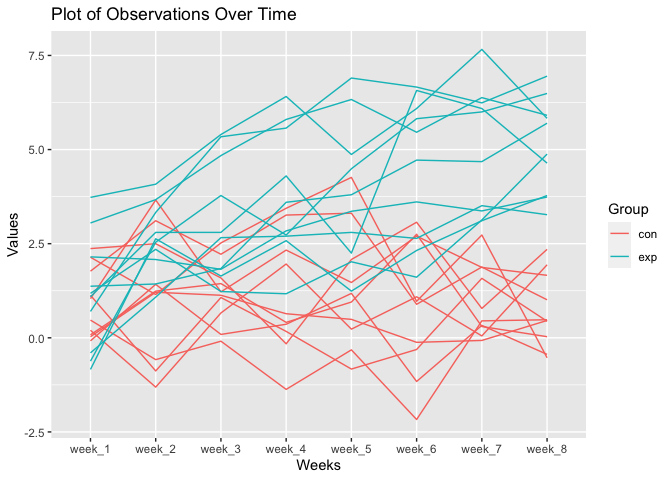 Plot of Observations Over Time
Values
7.5
5.0
2.5
0.0
-2.5
week_1 week_2 week_3 week_4 week_5 week_6 week_7 week_8
Weeks
Group
con
exp